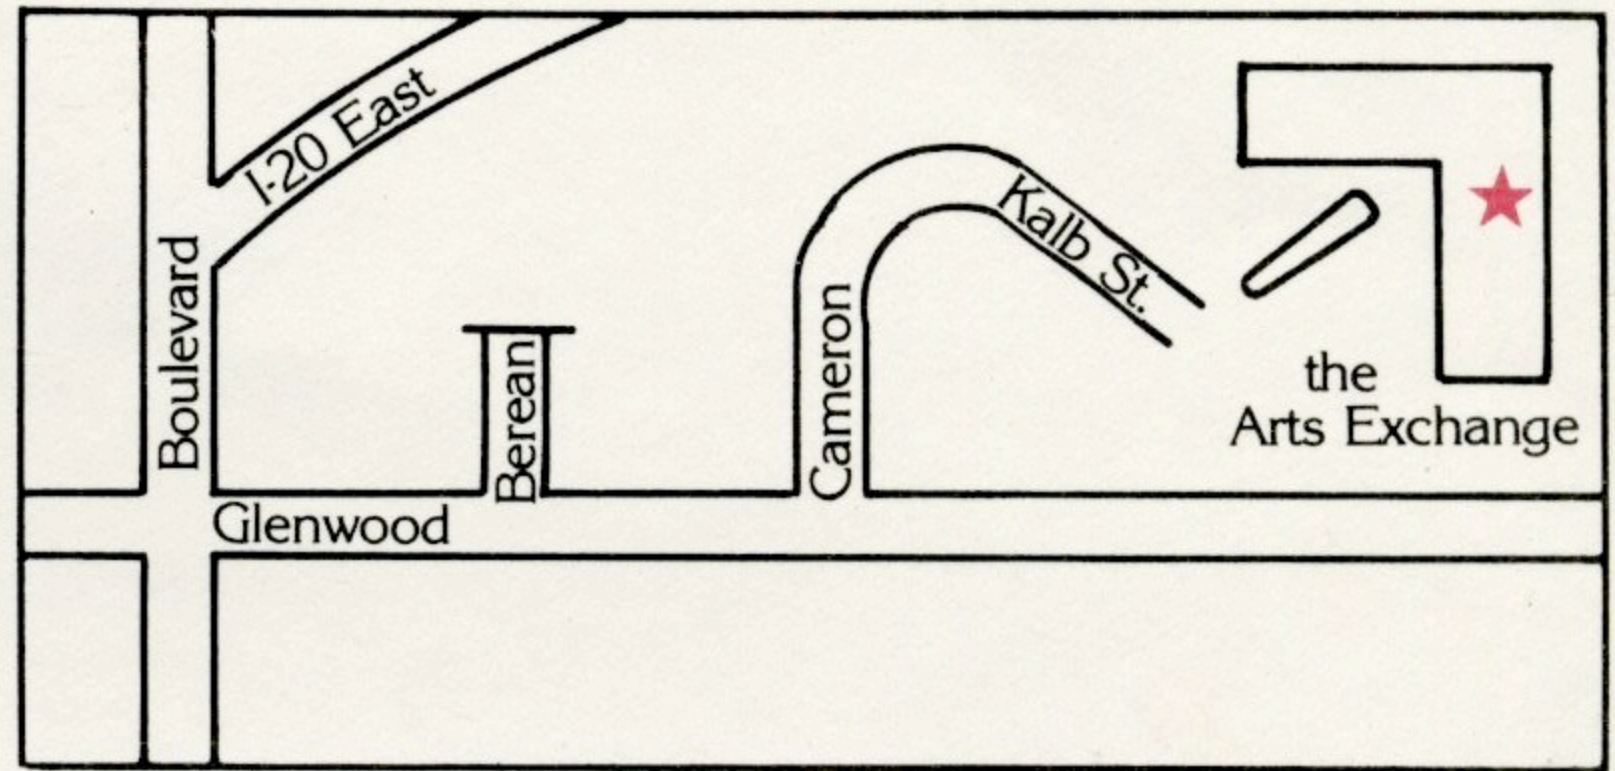 I-20 East
Boulevard
Berean
Cameron
Kalb St.
the
Arts Exchange
Glenwood